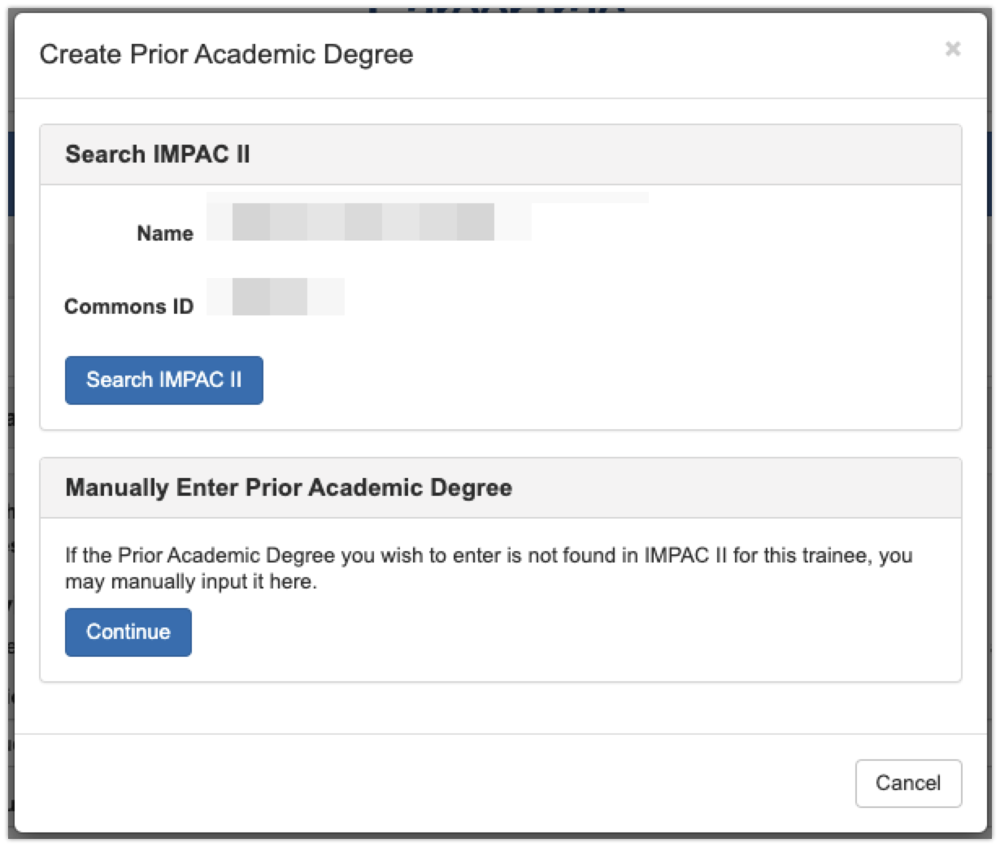 Create Prior Academic Degree
×
Search IMPAC II
Name
Commons ID
Search IMPAC II
Manually Enter Prior Academic Degree
If the Prior Academic Degree you wish to enter is not found in IMPAC II for this trainee, you
may manually input it here.
Continue
Cancel